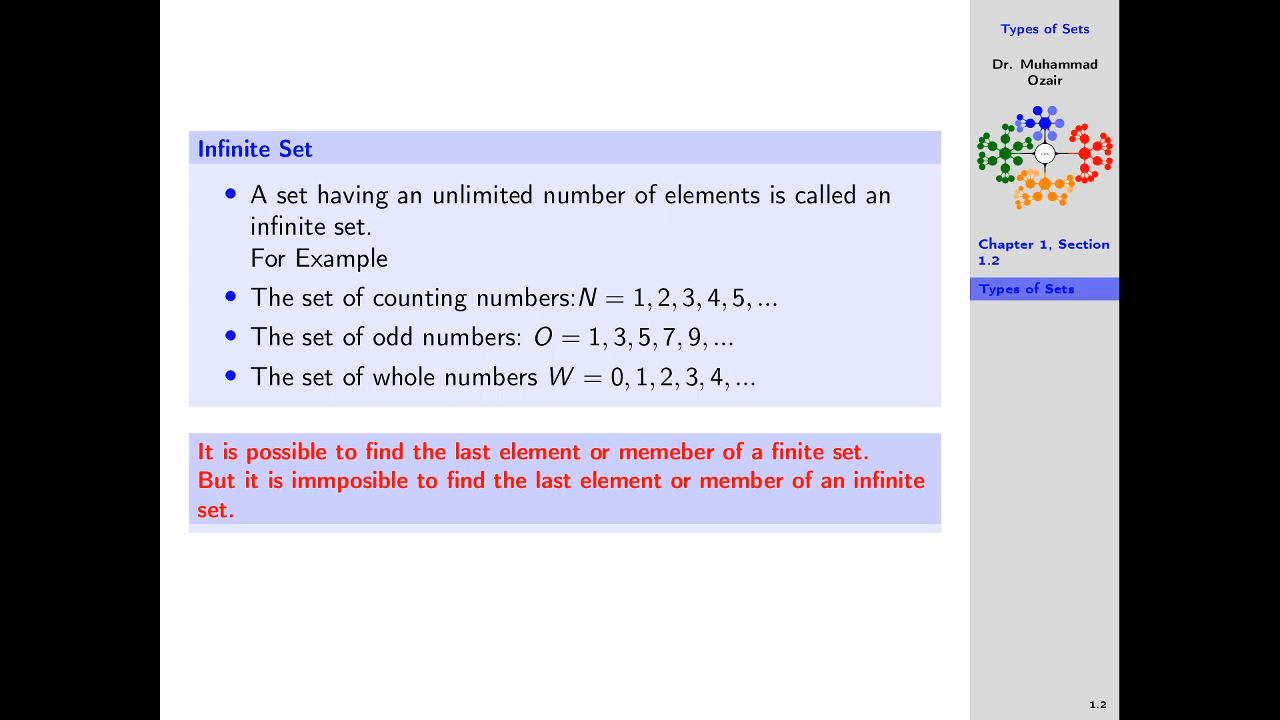 Infinite Set
• A set having an unlimited number of elements is called an
infinite set.
For Example
• The set of counting numbers:N = 1, 2, 3, 4, 5, ...
• The set of odd numbers: O = 1, 3, 5, 7, 9, ...
• The set of whole numbers W = 0, 1, 2, 3, 4, ...
It is possible to find the last element or memeber of a finite set.
But it is immposible to find the last element or member of an infinite
set.
Types of Sets
Dr. Muhammad
Ozair
Chapter 1, Section
1.2
Types of Sets
1.2